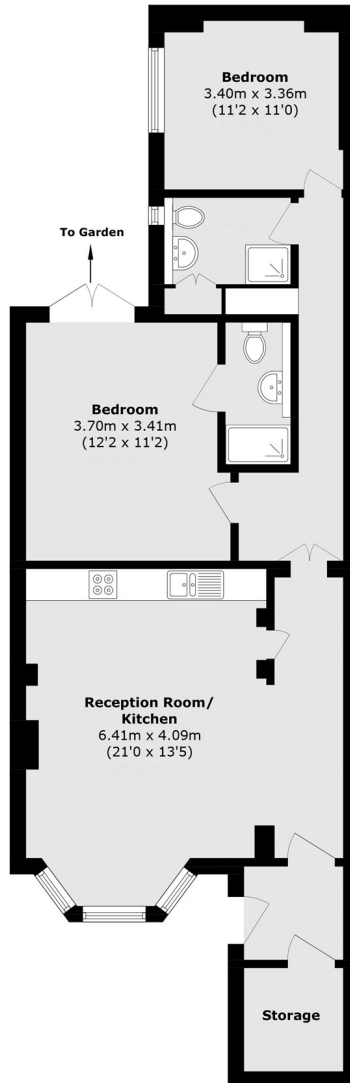 Bedroom
3.40m x 3.36m
(11'2 x 11'0)
To Garden
Bedroom
3.70m x 3.41m
(12'2 x 11'2)
Reception Room/
Kitchen
6.41m x 4.09m
(21'0 x 13'5)
Storage